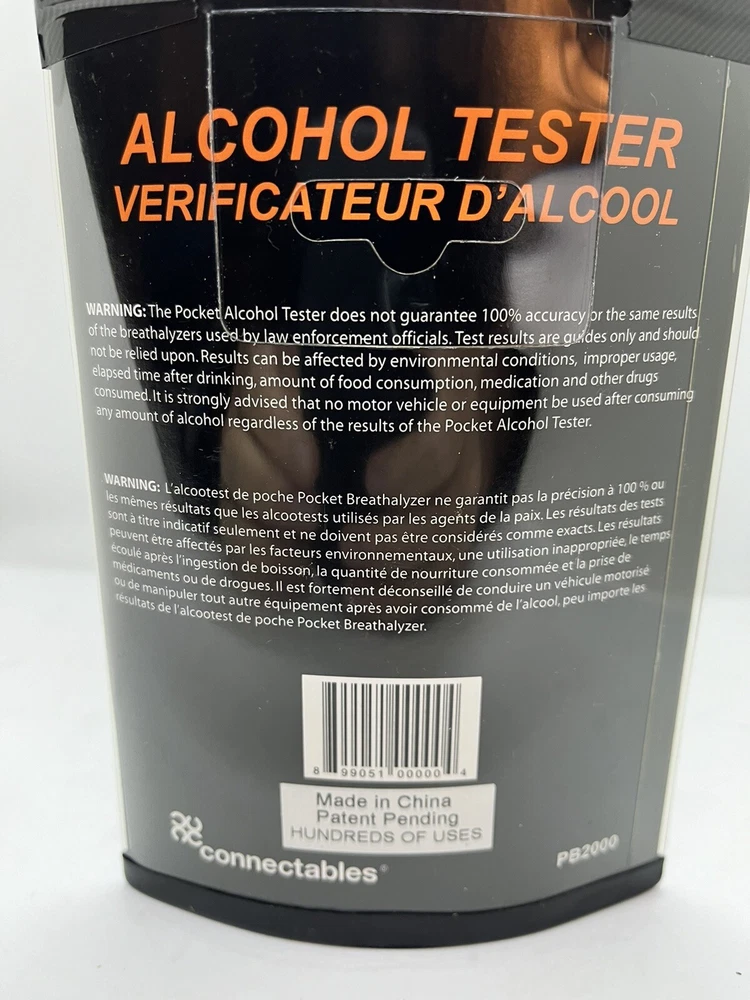 ALCOHOL TESTER
VERIFICATEUR D'ALCOOL
WARNING: The Pocket Alcohol Tester does not guarantee 100% accuracy or the same results
of the breathalyzers used by law enforcement officials. Test results are guides only and should
not be relied upon. Results can be affected by environmental conditions, improper usage,
elapsed time after drinking, amount of food consumption, medication and other drugs
consumed. It is strongly advised that no motor vehicle or equipment be used after consuming
any amount of alcohol regardless of the results of the Pocket Alcohol Tester.
WARNING: L'alcootest de poche Pocket Breathalyzer ne garantit pas la précision à 100 % ou
les mêmes résultats que les alcootests utilisés par les agents de la paix. Les résultats des tests
sont à titre indicatif seulement et ne doivent pas être considérés comme exacts. Les résultats
peuvent être affectés par les facteurs environnementaux, une utilisation inappropriée, le temps
écoulé après l'ingestion de boisson, la quantité de nourriture consommée et la prise de
médicaments ou de drogues. Il est fortement déconseillé de conduire un véhicule motorisé
ou de manipuler tout autre équipement après avoir consommé de l'alcool, peu importe les
résultats de l'alcootest de poche Pocket Breathalyzer.
8 99051 00000 4
Made in China
Patent Pending
HUNDREDS OF USES
connectables®
PB2000